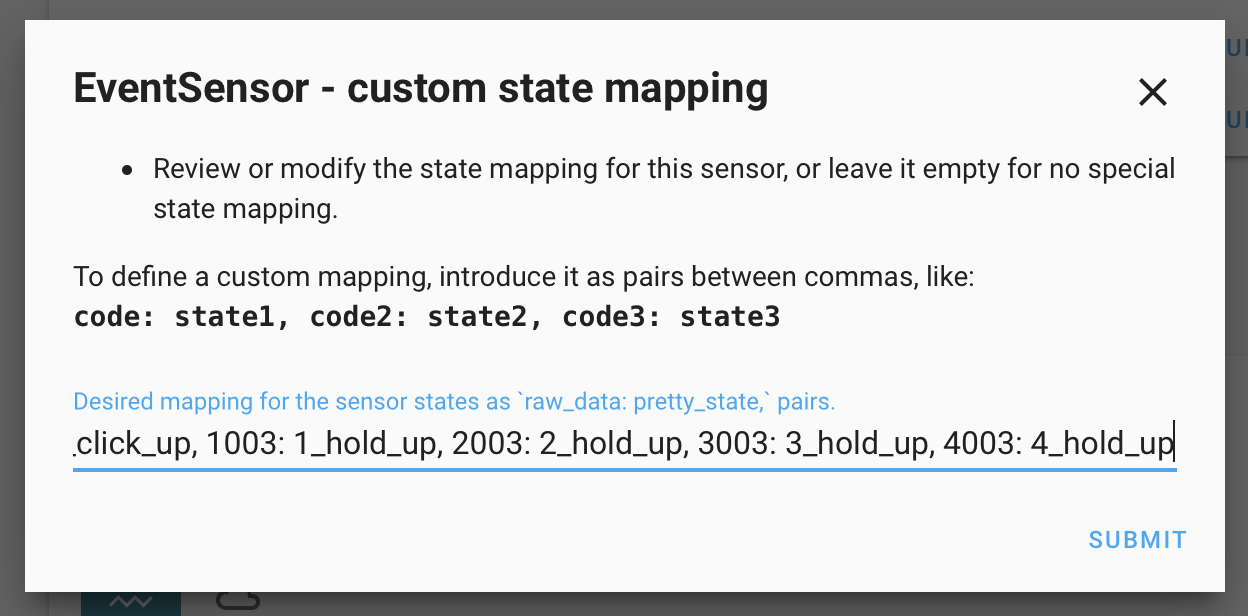 EventSensor - custom state mapping
Review or modify the state mapping for this sensor, or leave it empty for no special
state mapping.
To define a custom mapping, introduce it as pairs between commas, like:
code: state1, code2: state2, code3: state3
Desired mapping for the sensor states as `raw_data: pretty_state,` pairs.
_click_up, 1003: 1_hold_up, 2003: 2_hold_up, 3003: 3_hold_up, 4003: 4_hold_up
SUBMIT